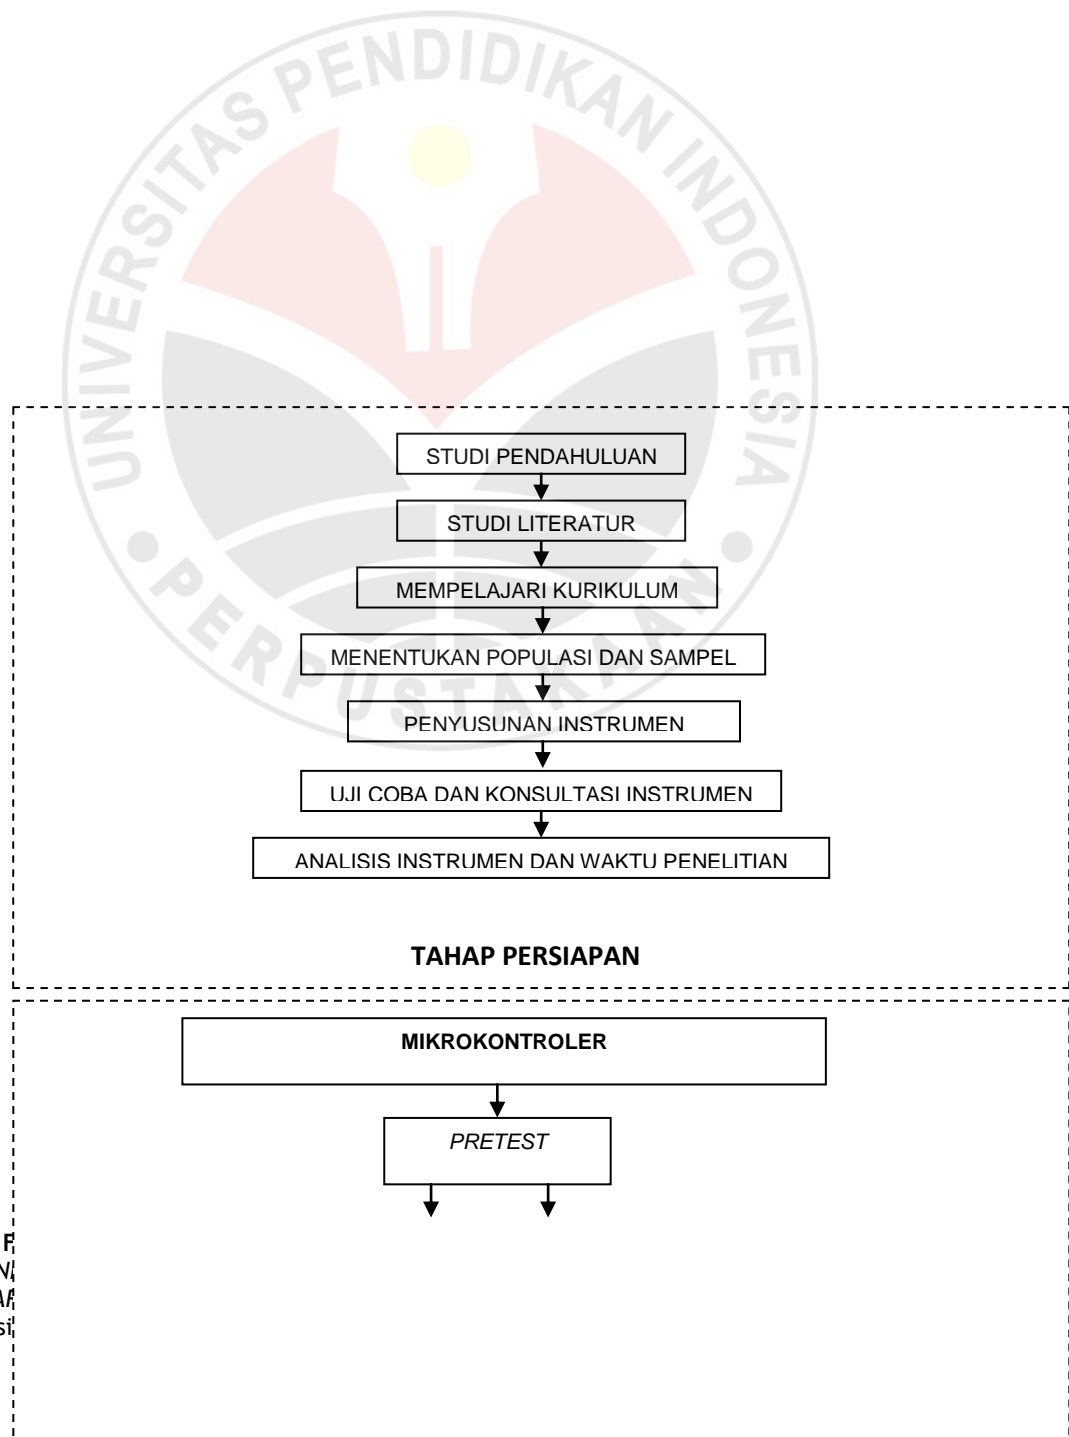 UNIVERSITAS PENDIDIKAN INDONESIA
PERPUSTAKAAN
STUDI PENDAHULUAN
STUDI LITERATUR
MEMPELAJARI KURIKULUM
MENENTUKAN POPULASI DAN SAMPEL
PENYUSUNAN INSTRUMEN
UJI COBA DAN KONSULTASI INSTRUMEN
ANALISIS INSTRUMEN DAN WAKTU PENELITIAN
TAHAP PERSIAPAN
MIKROKONTROLER
PRETEST